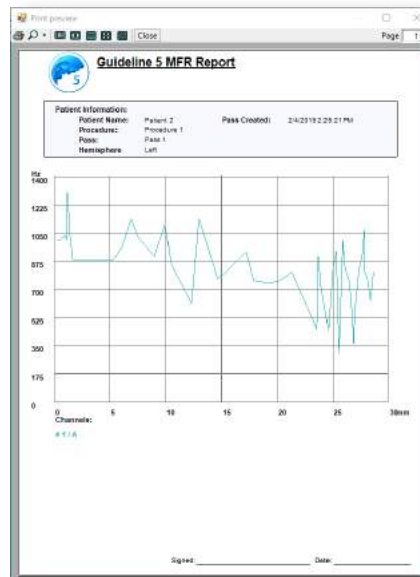 Print preview
Close
Page 1
5
Guideline 5 MFR Report
Patient Information:
Patient Name: Patient 2 Pass Created: 2/4/2019 2:28:21 PM
Procedure: Procedure 1
Pass: Pass 1
Hemisphere Left
Hz
1400
1225
1050
875
700
525
350
175
0
0 5 10 15 20 25 30mm
Channels:
# 1 / A
Signed: Date: